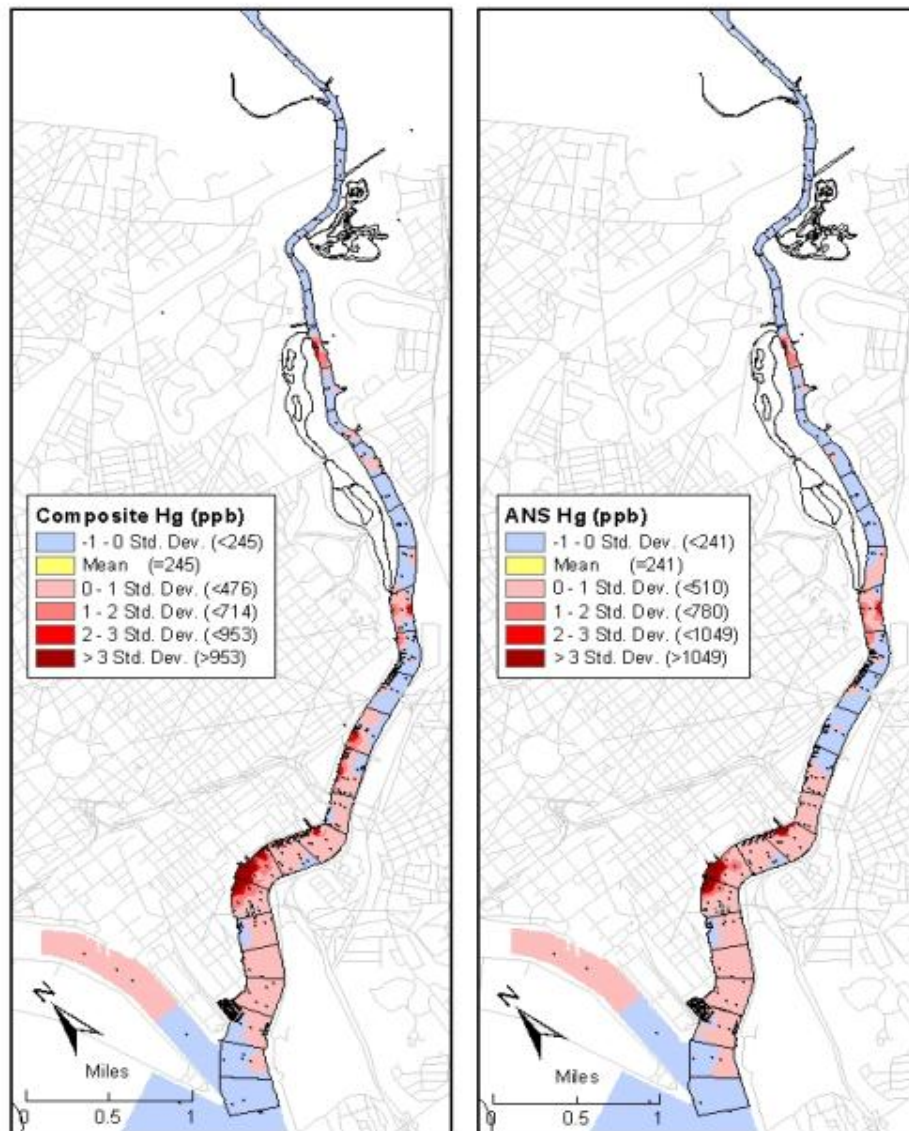 Composite Hg (ppb)
-1 - 0 Std. Dev. (<245)
Mean (=245)
0 - 1 Std. Dev. (<476)
1 - 2 Std. Dev. (<714)
2 - 3 Std. Dev. (<953)
> 3 Std. Dev. (>953)
N
Miles
0 0.5 1
ANS Hg (ppb)
-1 - 0 Std. Dev. (<241)
Mean (=241)
0 - 1 Std. Dev. (<510)
1 - 2 Std. Dev. (<780)
2 - 3 Std. Dev. (<1049)
> 3 Std. Dev. (>1049)
N
Miles
0 0.5 1